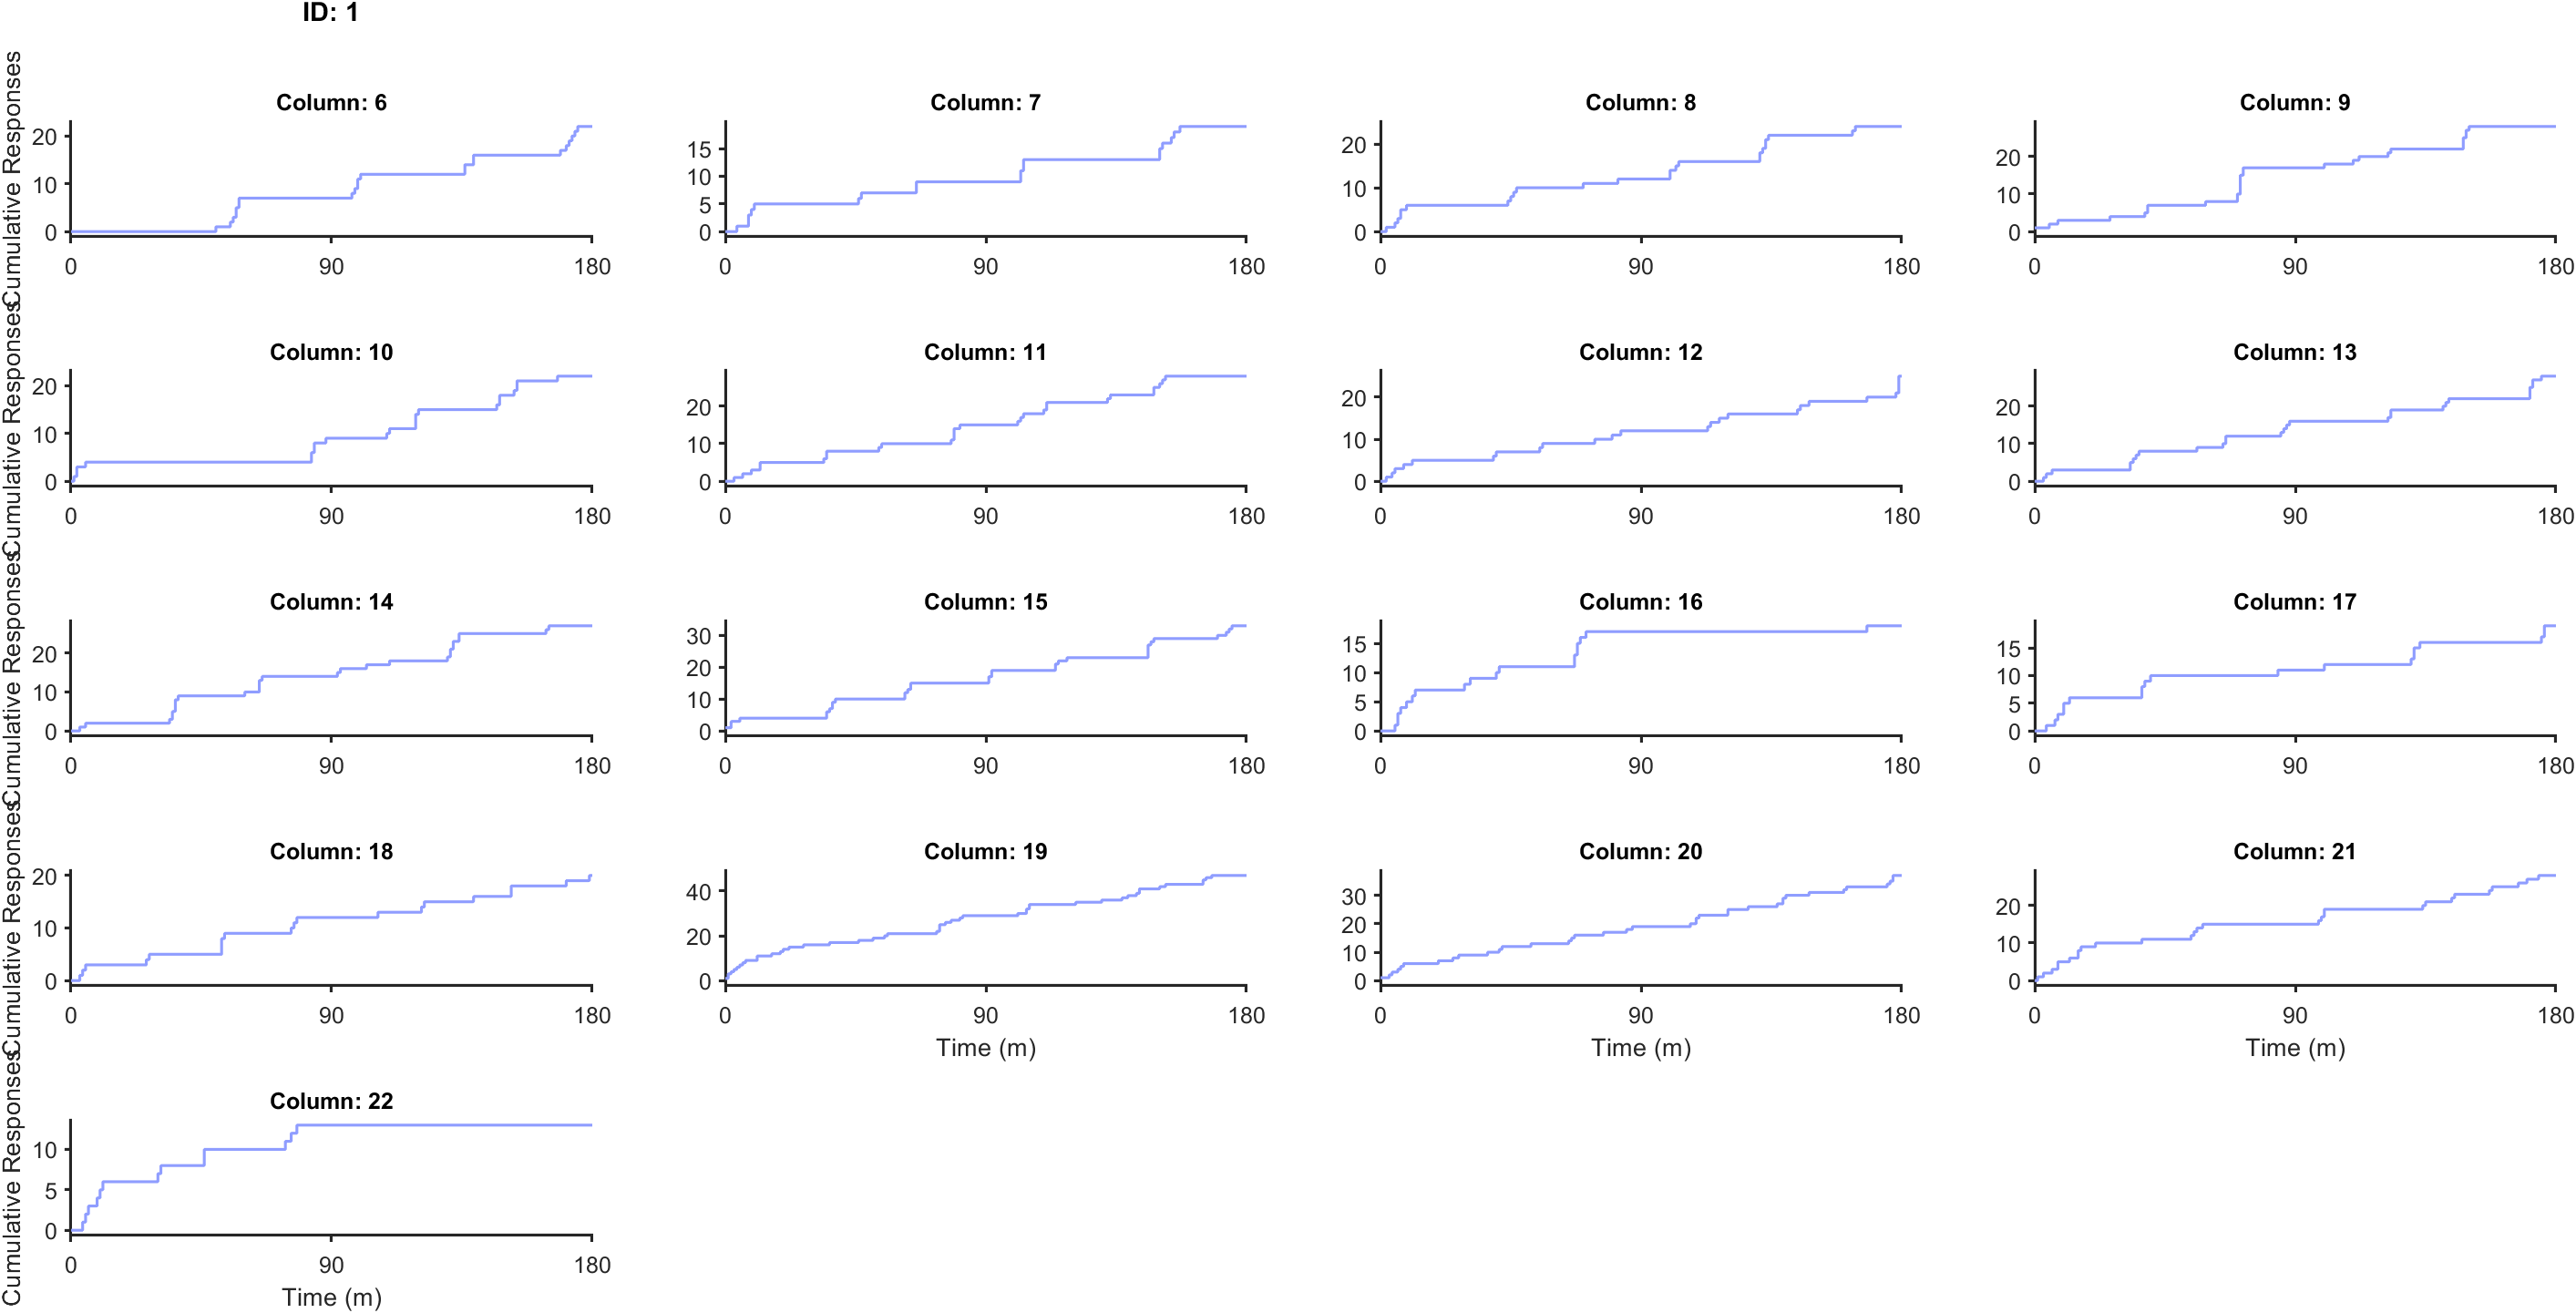 ID: 1
Column: 6
Column: 7
Column: 8
Column: 9
Cumulative Responses
20
10
0
0 90 180
15
10
5
0
0 90 180
20
10
0
0 90 180
20
10
0
0 90 180
Column: 10
Column: 11
Column: 12
Column: 13
Cumulative Responses
20
10
0
0 90 180
20
10
0
0 90 180
20
10
0
0 90 180
20
10
0
0 90 180
Column: 14
Column: 15
Column: 16
Column: 17
Cumulative Responses
20
10
0
0 90 180
30
20
10
0
0 90 180
15
10
5
0
0 90 180
15
10
5
0
0 90 180
Column: 18
Column: 19
Column: 20
Column: 21
Cumulative Responses
20
10
0
0 90 180
40
20
0
0 90 180
Time (m)
30
20
10
0
0 90 180
Time (m)
20
10
0
0 90 180
Time (m)
Column: 22
Cumulative Responses
10
5
0
0 90 180
Time (m)